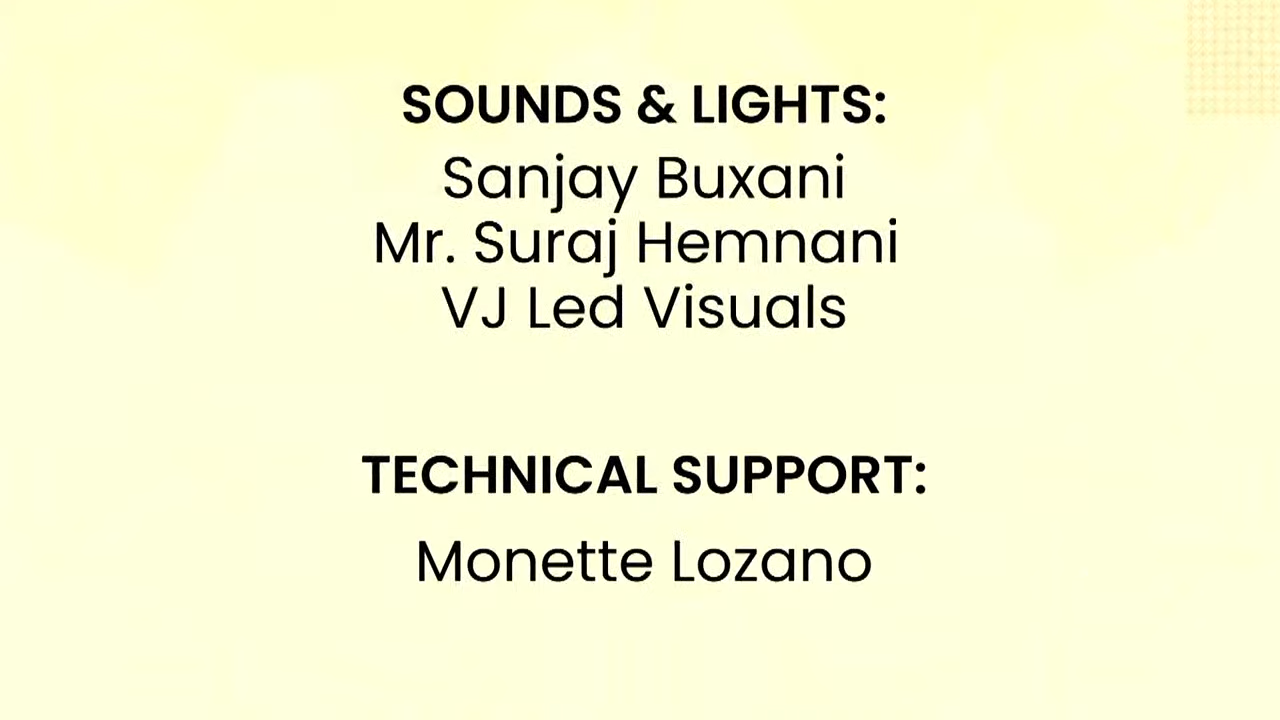 SOUNDS & LIGHTS:
Sanjay Buxani
Mr. Suraj Hemnani
VJ Led Visuals
TECHNICAL SUPPORT:
Monette Lozano